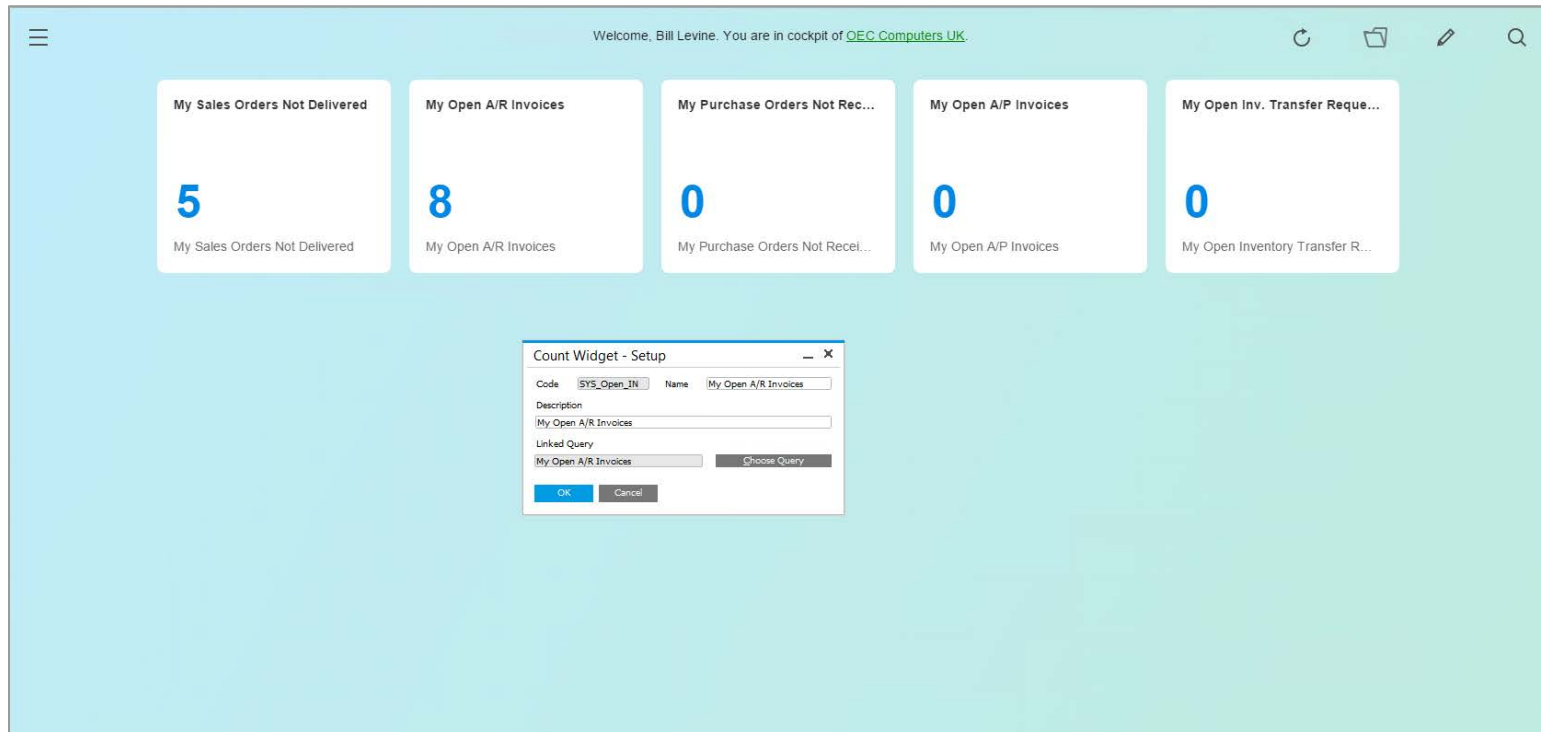 Welcome, Bill Levine. You are in cockpit of OEC Computers UK.
My Sales Orders Not Delivered
5
My Sales Orders Not Delivered
My Open A/R Invoices
8
My Open A/R Invoices
My Purchase Orders Not Rec...
0
My Purchase Orders Not Recei...
My Open A/P Invoices
0
My Open A/P Invoices
My Open Inv. Transfer Reque...
0
My Open Inventory Transfer R...
Count Widget - Setup
Code SYS_Open_IN Name My Open A/R Invoices
Description
My Open A/R Invoices
Linked Query
My Open A/R Invoices Choose Query
OK Cancel